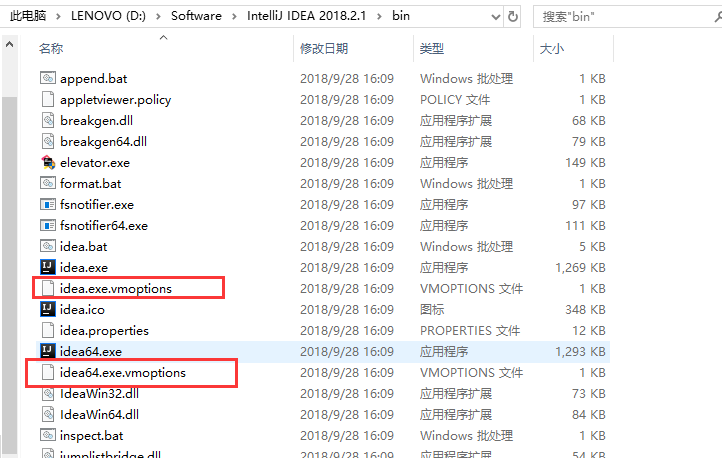 此电脑 > LENOVO (D:) > Software > IntelliJ IDEA 2018.2.1 > bin 搜索"bin"
名称 修改日期 类型 大小
append.bat 2018/9/28 16:09 Windows 批处理 1 KB
appletviewer.policy 2018/9/28 16:09 POLICY 文件 1 KB
breakgen.dll 2018/9/28 16:09 应用程序扩展 68 KB
breakgen64.dll 2018/9/28 16:09 应用程序扩展 79 KB
elevator.exe 2018/9/28 16:09 应用程序 149 KB
format.bat 2018/9/28 16:09 Windows 批处理 1 KB
fsnotifier.exe 2018/9/28 16:09 应用程序 97 KB
fsnotifier64.exe 2018/9/28 16:09 应用程序 111 KB
idea.bat 2018/9/28 16:09 Windows 批处理 5 KB
idea.exe 2018/9/28 16:09 应用程序 1,269 KB
idea.exe.vmoptions 2018/9/28 16:09 VMOPTIONS 文件 1 KB
idea.ico 2018/9/28 16:09 图标 348 KB
idea.properties 2018/9/28 16:09 PROPERTIES 文件 12 KB
idea64.exe 2018/9/28 16:09 应用程序 1,293 KB
idea64.exe.vmoptions 2018/9/28 16:09 VMOPTIONS 文件 1 KB
IdeaWin32.dll 2018/9/28 16:09 应用程序扩展 73 KB
IdeaWin64.dll 2018/9/28 16:09 应用程序扩展 84 KB
inspect.bat 2018/9/28 16:09 Windows 批处理 1 KB
jumplistbridge.dll 2018/9/28 16:09 应用程序扩展 54 KB